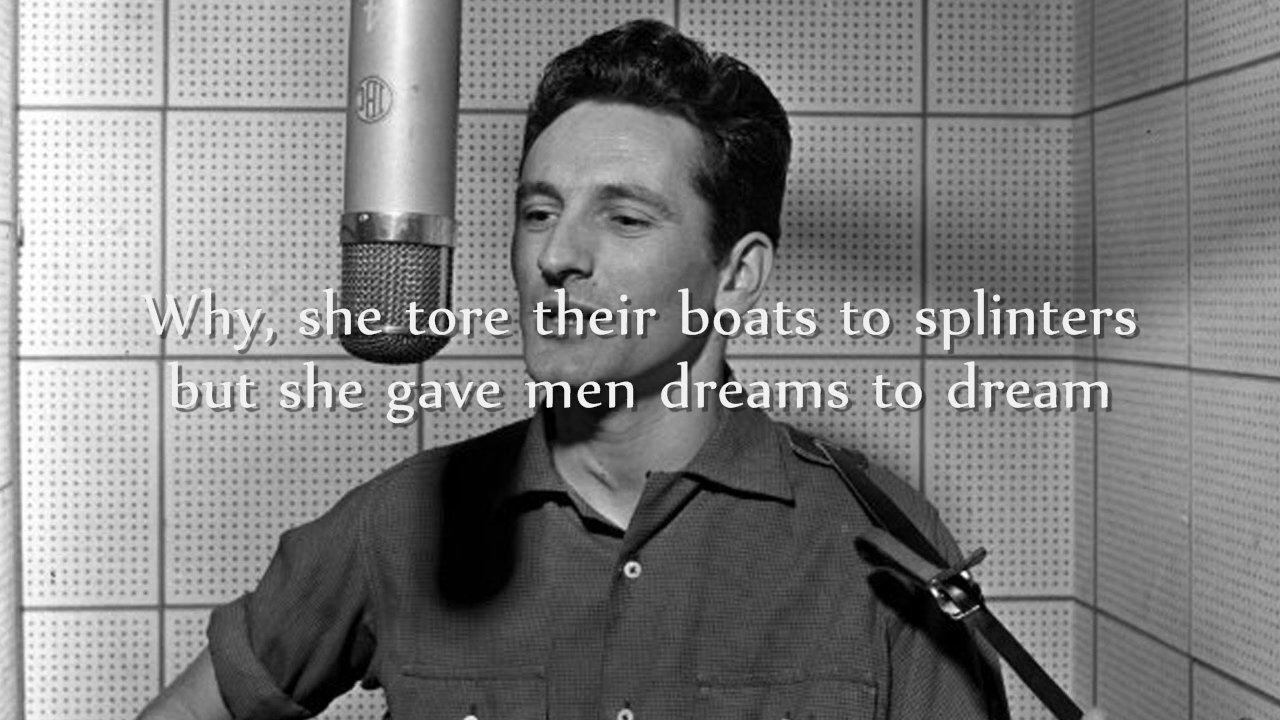 Why, she tore their boats to splinters
but she gave men dreams to dream